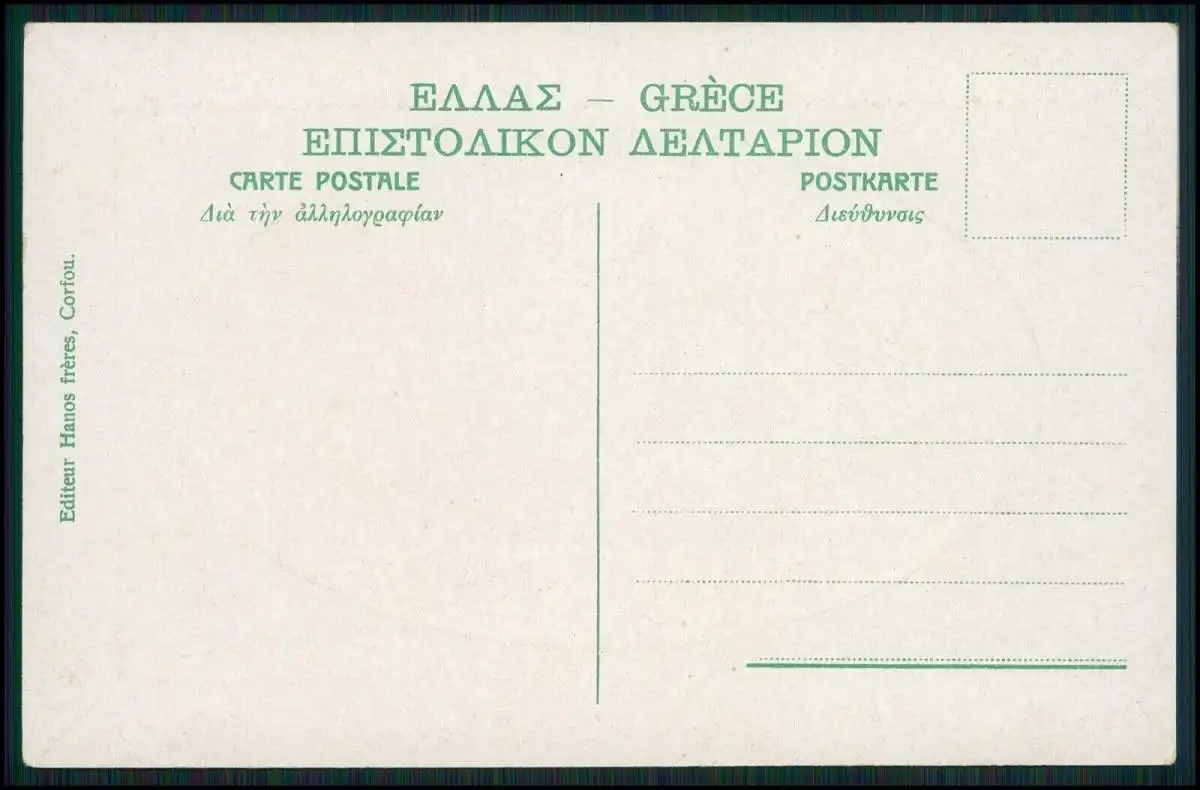 ΕΛΛΑΣ – GRÈCE
ΕΠΙΣΤΟΛΙΚΟΝ ΔΕΛΤΑΡΙΟΝ
CARTE POSTALE POSTKARTE
Διὰ τὴν ἀλληλογραφίαν Διεύθυνσις
Editeur Hanos frères, Corfou.